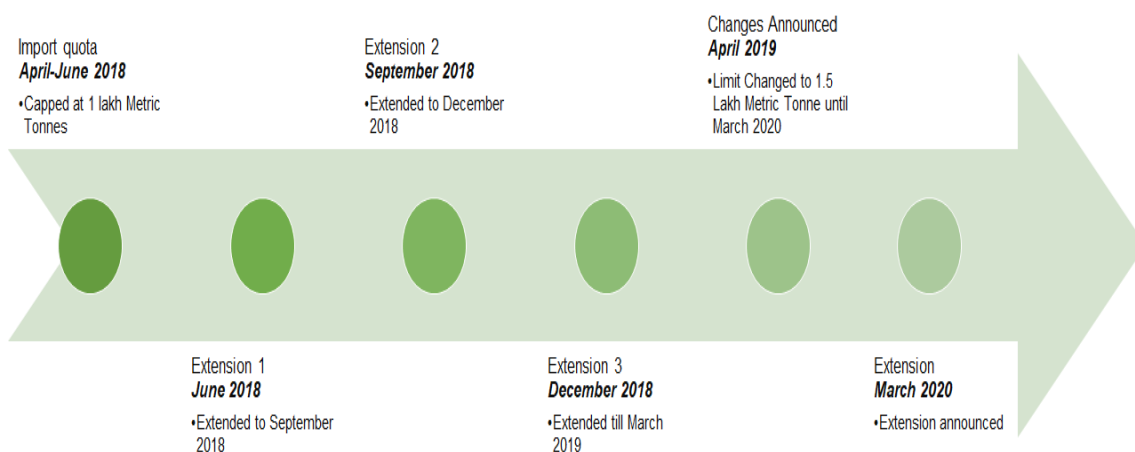 Import quota
April-June 2018
•Capped at 1 lakh Metric
Tonnes
Extension 1
June 2018
•Extended to September
2018
Extension 2
September 2018
•Extended to December
2018
Extension 3
December 2018
•Extended till March
2019
Changes Announced
April 2019
•Limit Changed to 1.5
Lakh Metric Tonne until
March 2020
Extension
March 2020
•Extension announced